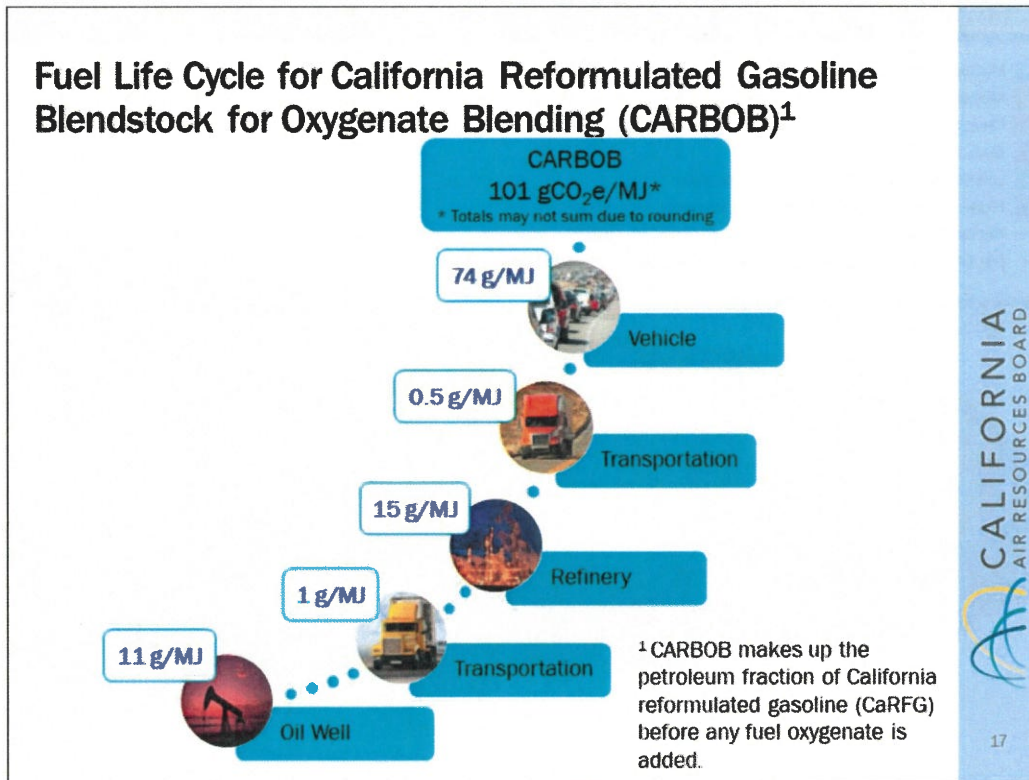 Fuel Life Cycle for California Reformulated Gasoline
Blendstock for Oxygenate Blending (CARBOB)¹
CARBOB
101 gCO₂e/MJ*
* Totals may not sum due to rounding
74 g/MJ
Vehicle
0.5 g/MJ
Transportation
15 g/MJ
Refinery
1 g/MJ
Transportation
11 g/MJ
Oil Well
¹ CARBOB makes up the
petroleum fraction of California
reformulated gasoline (CaRFG)
before any fuel oxygenate is
added.
CALIFORNIA
AIR RESOURCES BOARD
17